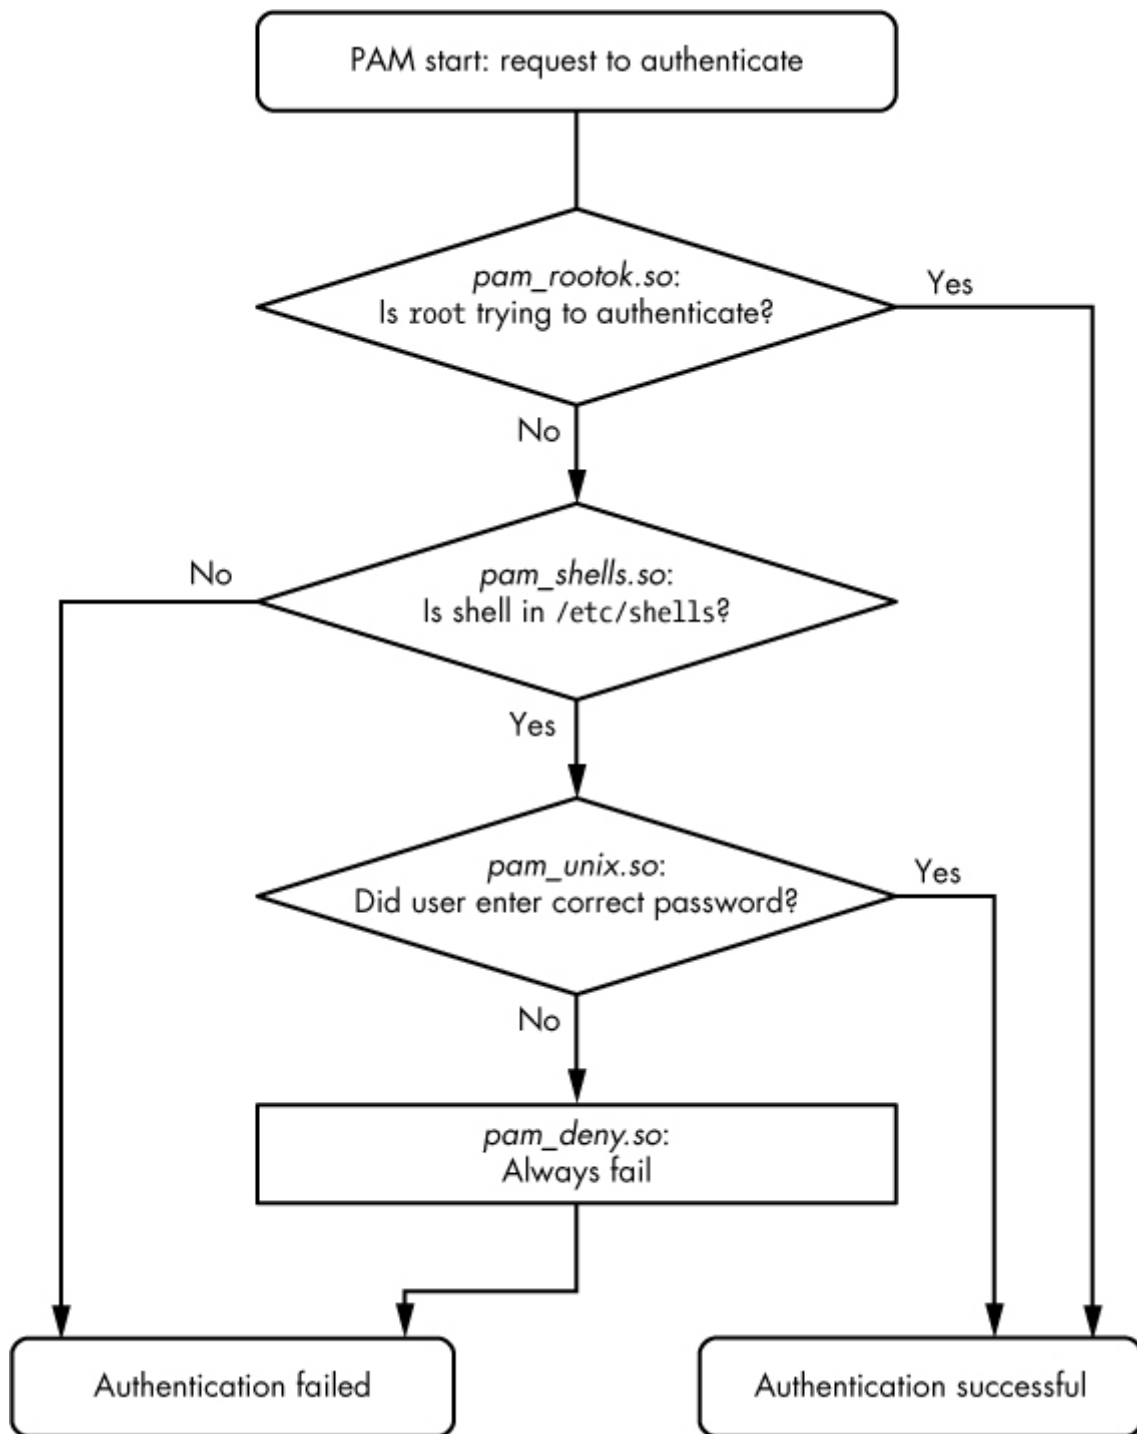 PAM start: request to authenticate
pam_rootok.so:
Is root trying to authenticate?
Yes
No
No
pam_shells.so:
Is shell in /etc/shells?
Yes
pam_unix.so:
Did user enter correct password?
Yes
No
pam_deny.so:
Always fail
Authentication failed
Authentication successful